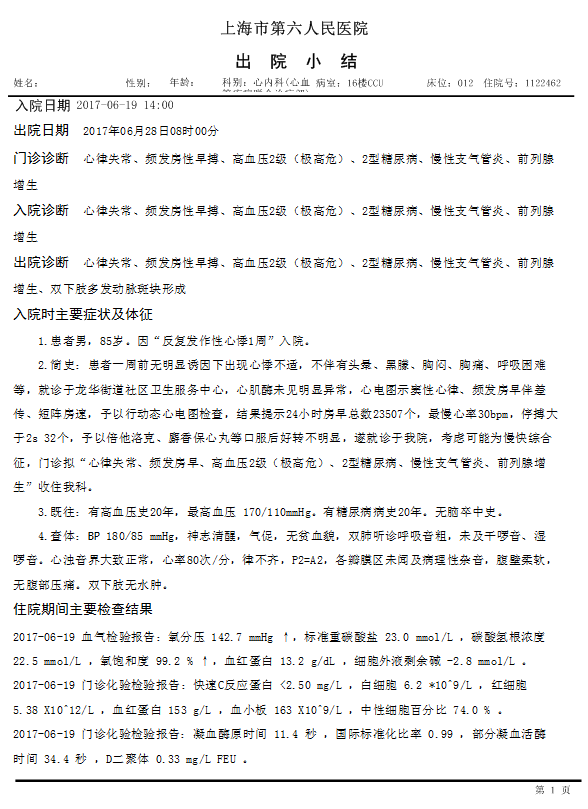 上海市第六人民医院
出 院 小 结
姓名： 性别： 年龄： 科别：心内科(心血 病室：16楼CCU 床位：012 住院号：1122462
入院日期 2017-06-19 14:00
出院日期 2017年06月28日08时00分
门诊诊断 心律失常、频发房性早搏、高血压2级（极高危）、2型糖尿病、慢性支气管炎、前列腺
增生
入院诊断 心律失常、频发房性早搏、高血压2级（极高危）、2型糖尿病、慢性支气管炎、前列腺
增生
出院诊断 心律失常、频发房性早搏、高血压2级（极高危）、2型糖尿病、慢性支气管炎、前列腺
增生、双下肢多发动脉斑块形成
入院时主要症状及体征
1.患者男，85岁。因“反复发作性心悸1周”入院。
2.简史：患者一周前无明显诱因下出现心悸不适，不伴有头晕、黑朦、胸闷、胸痛、呼吸困难
等，就诊于龙华街道社区卫生服务中心，心肌酶未见明显异常，心电图示窦性心律、频发房早伴差
传、短阵房速，予以行动态心电图检查，结果提示24小时房早总数23507个，最慢心率30bpm，停搏大
于2s 32个，予以倍他洛克、麝香保心丸等口服后好转不明显，遂就诊于我院，考虑可能为慢快综合
征，门诊拟“心律失常、频发房早、高血压2级（极高危）、2型糖尿病、慢性支气管炎、前列腺增
生”收住我科。
3.既往：有高血压史20年，最高血压 170/110mmHg。有糖尿病病史20年。无脑卒中史。
4.查体：BP 180/85 mmHg，神志清醒，气促，无贫血貌，双肺听诊呼吸音粗，未及干啰音、湿
啰音。心浊音界大致正常，心率80次/分，律不齐，P2=A2，各瓣膜区未闻及病理性杂音，腹壁柔软，
无腹部压痛。双下肢无水肿。
住院期间主要检查结果
2017-06-19 血气检验报告：氧分压 142.7 mmHg ↑，标准重碳酸盐 23.0 mmol/L ，碳酸氢根浓度
22.5 mmol/L ，氧饱和度 99.2 % ↑，血红蛋白 13.2 g/dL ，细胞外液剩余碱 -2.8 mmol/L 。
2017-06-19 门诊化验检验报告：快速C反应蛋白 <2.50 mg/L ，白细胞 6.2 *10^9/L ，红细胞
5.38 X10^12/L ，血红蛋白 153 g/L ，血小板 163 X10^9/L ，中性细胞百分比 74.0 % 。
2017-06-19 门诊化验检验报告：凝血酶原时间 11.4 秒 ，国际标准化比率 0.99 ，部分凝血活酶
时间 34.4 秒 ，D二聚体 0.33 mg/L FEU 。
第 1 页